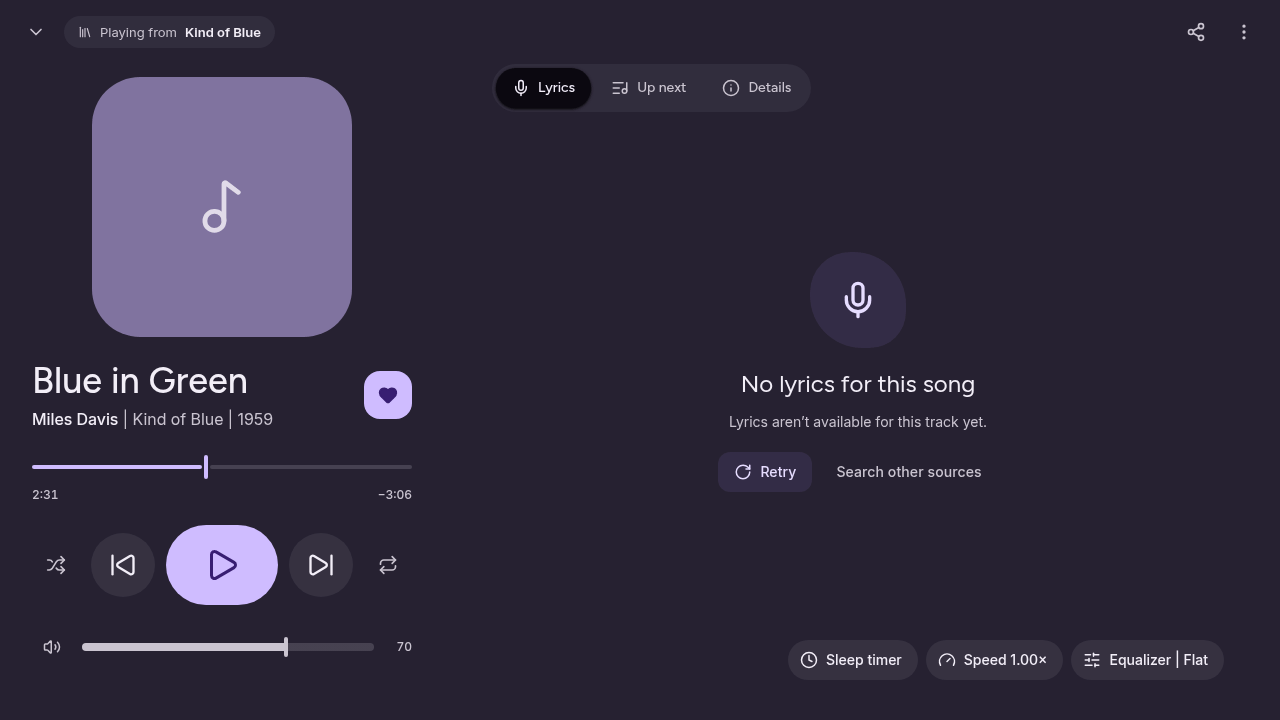 Playing from Kind of Blue
Lyrics
Up next
Details
Blue in Green
Miles Davis | Kind of Blue | 1959
2:31
−3:06
70
No lyrics for this song
Lyrics aren’t available for this track yet.
Retry
Search other sources
Sleep timer
Speed 1.00×
Equalizer | Flat